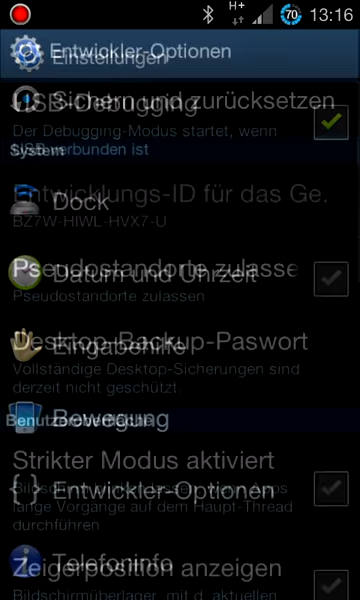 H+ 70 13:16
Entwickler-Optionen
Einstellungen
USB-Debugging
Sichern und zurücksetzen
Der Debugging-Modus startet, wenn
USB verbunden ist
System
Entwicklungs-ID für das Ge.
Dock
BZ7W-HIWL-HVX7-U
Pseudostandorte zulasse
Datum und Uhrzeit
Pseudostandorte zulassen
Desktop-Backup-Paswort
Eingabehilfe
Vollständige Desktop-Sicherungen sind
derzeit nicht geschützt.
Bewegung
Benutzeroberfläche
Strikter Modus aktiviert
Entwickler-Optionen
Apps
lange Vorgänge auf dem Haupt-Thread
durchführen
Telefoninfo
Zeigerposition anzeigen
Bildschirmüberlager. mit d. aktuellen